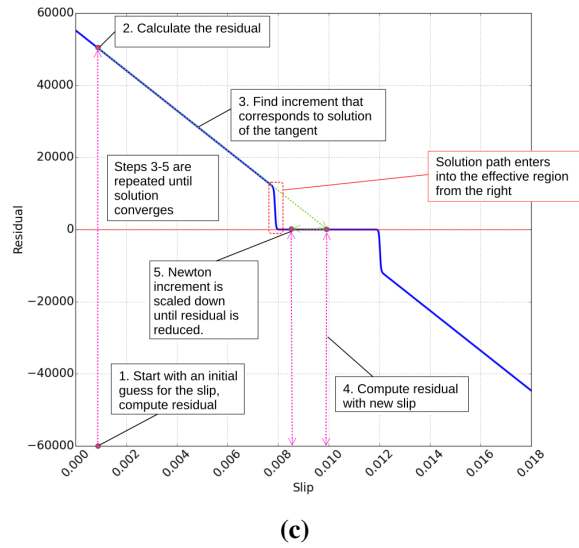 60000
2. Calculate the residual
40000
3. Find increment that
corresponds to solution
of the tangent
20000
Steps 3-5 are
repeated until
solution
converges
Solution path enters
into the effective region
from the right
Residual
0
5. Newton
increment is
scaled down
until residual is
reduced.
−20000
1. Start with an initial
guess for the slip,
compute residual
4. Compute residual
with new slip
−40000
−60000
0.000 0.002 0.004 0.006 0.008 0.010 0.012 0.014 0.016 0.018
Slip
(c)